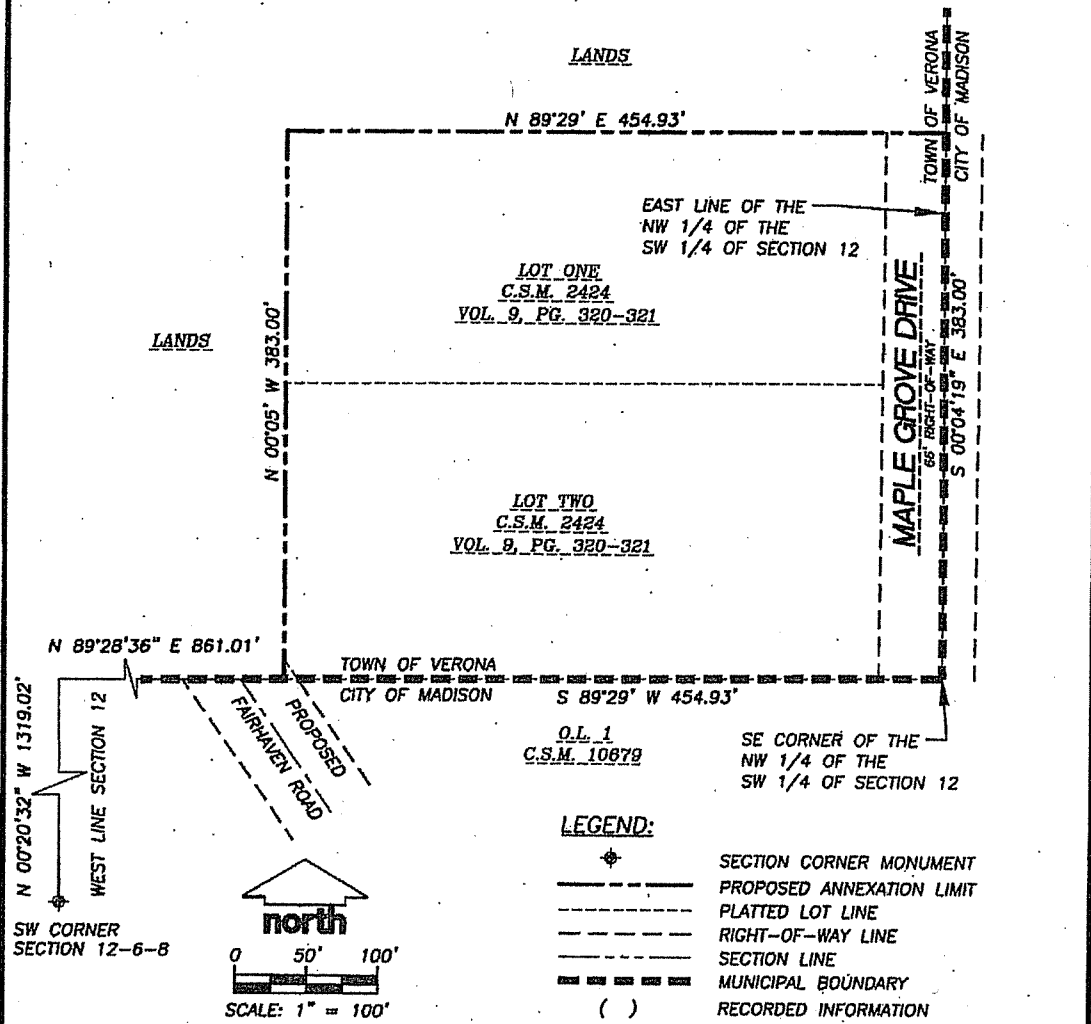 LANDS
TOWN OF VERONA
CITY OF MADISON
N 89°29' E 454.93'
EAST LINE OF THE
NW 1/4 OF THE
SW 1/4 OF SECTION 12
LOT ONE
C.S.M. 2424
VOL. 9, PG. 320-321
LANDS
N 00°05' W 383.00'
MAPLE GROVE DRIVE
66' RIGHT-OF-WAY
S 00°04'19" E 383.00'
LOT TWO
C.S.M. 2424
VOL. 9, PG. 320-321
N 89°28'36" E 861.01'
TOWN OF VERONA
CITY OF MADISON
S 89°29' W 454.93'
N 00°20'32" W 1319.02'
WEST LINE SECTION 12
FAIRHAVEN ROAD
PROPOSED
O.L. 1
C.S.M. 10679
SE CORNER OF THE
NW 1/4 OF THE
SW 1/4 OF SECTION 12
SW CORNER
SECTION 12-6-8
north
0 50' 100'
SCALE: 1" = 100'
LEGEND:
SECTION CORNER MONUMENT
PROPOSED ANNEXATION LIMIT
PLATTED LOT LINE
RIGHT-OF-WAY LINE
SECTION LINE
MUNICIPAL BOUNDARY
( ) RECORDED INFORMATION